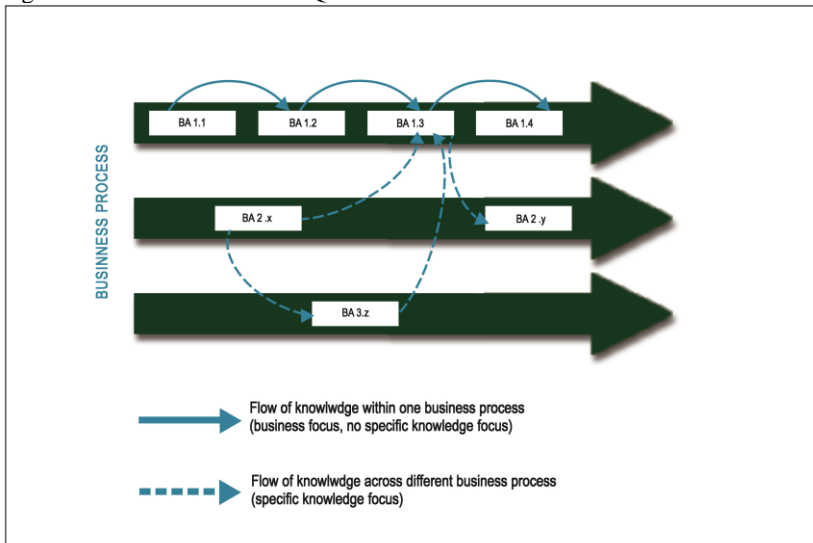 BA 1.1
BA 1.2
BA 1.3
BA 1.4
BUSINNESS PROCESS
BA 2 .x
BA 2 .y
BA 3.z
Flow of knowlwdge within one business process
(business focus, no specific knowledge focus)
Flow of knowlwdge across different business process
(specific knowledge focus)